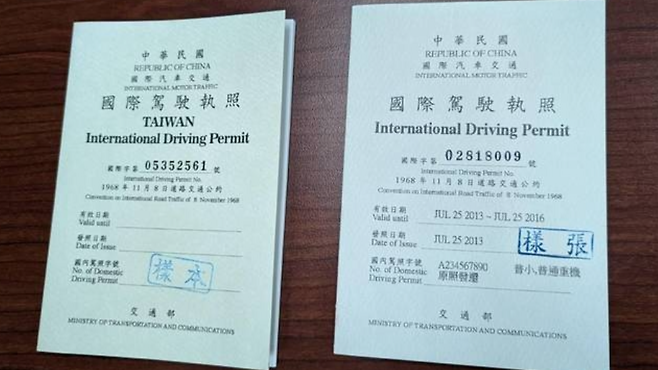 中華民國
REPUBLIC OF CHINA
國際汽車交通
INTERNATIONAL MOTOR TRAFFIC
國際駕駛執照
TAIWAN
International Driving Permit
國際字第 05352561 號
International Driving Permit No.
1968 年 11 月 8 日道路交通公約
Convention on International Road Traffic of 8 November 1968
有效日期
Valid until
發照日期
Date of Issue
樣本
國內駕照字號
No. of Domestic
Driving Permit
交通部
MINISTRY OF TRANSPORTATION AND COMMUNICATIONS
中華民國
REPUBLIC OF CHINA
國際汽車交通
INTERNATIONAL MOTOR TRAFFIC
國際駕駛執照
International Driving Permit
國際字第 02818009 號
International Driving Permit No.
1968 年 11 月 8 日道路交通公約
Convention on International Road Traffic of 8 November 1968
有效日期
Valid until JUL 25 2013 ~ JUL 25 2016
發照日期
Date of Issue JUL 25 2013
樣張
國內駕照字號
No. of Domestic A234567890 普小,普通重機
Driving Permit 原照發還
交通部
MINISTRY OF TRANSPORTATION AND COMMUNICATIONS